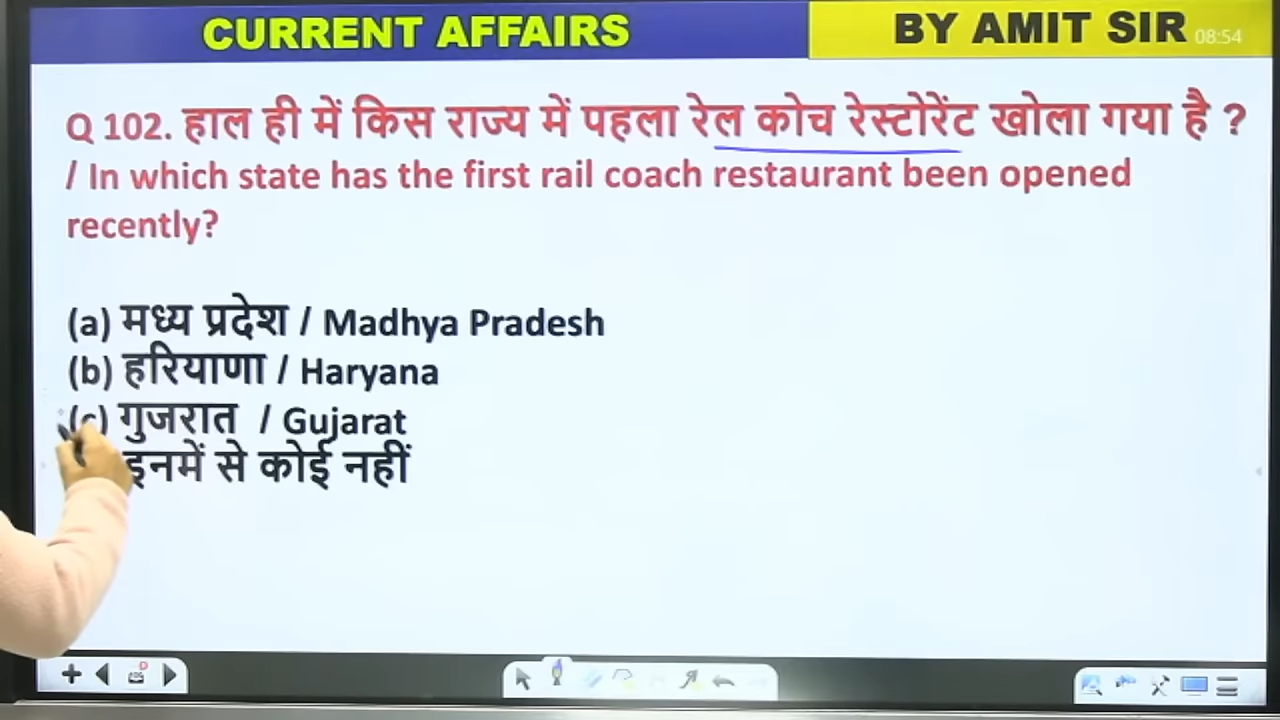 CURRENT AFFAIRS
BY AMIT SIR
08:54
Q 102. हाल ही में किस राज्य में पहला रेल कोच रेस्टोरेंट खोला गया है ?
/ In which state has the first rail coach restaurant been opened
recently?
(a) मध्य प्रदेश / Madhya Pradesh
(b) हरियाणा / Haryana
(c) गुजरात / Gujarat
इनमें से कोई नहीं